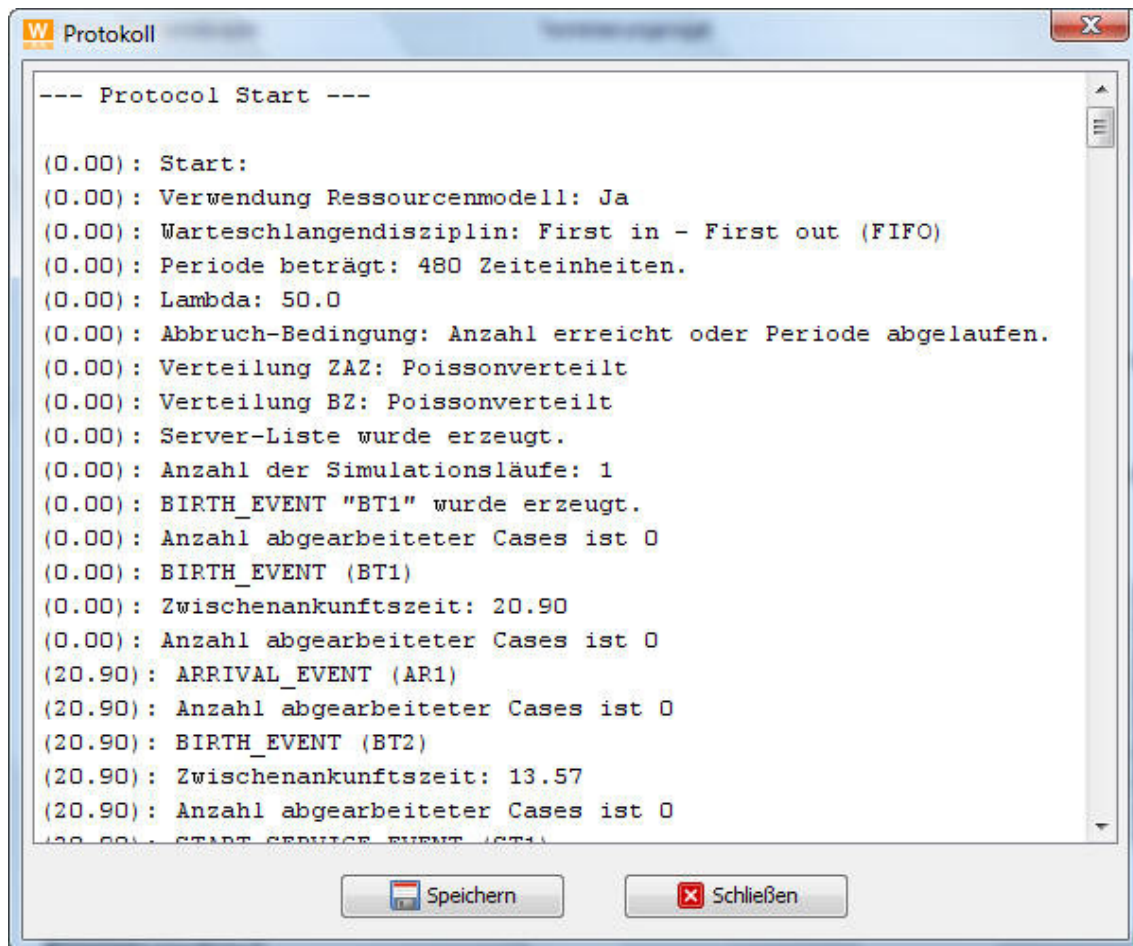 W Protokoll
--- Protocol Start ---
(0.00): Start:
(0.00): Verwendung Ressourcenmodell: Ja
(0.00): Warteschlangendisziplin: First in - First out (FIFO)
(0.00): Periode beträgt: 480 Zeiteinheiten.
(0.00): Lambda: 50.0
(0.00): Abbruch-Bedingung: Anzahl erreicht oder Periode abgelaufen.
(0.00): Verteilung ZAZ: Poissonverteilt
(0.00): Verteilung BZ: Poissonverteilt
(0.00): Server-Liste wurde erzeugt.
(0.00): Anzahl der Simulationsläufe: 1
(0.00): BIRTH_EVENT "BT1" wurde erzeugt.
(0.00): Anzahl abgearbeiteter Cases ist 0
(0.00): BIRTH_EVENT (BT1)
(0.00): Zwischenankunftszeit: 20.90
(0.00): Anzahl abgearbeiteter Cases ist 0
(20.90): ARRIVAL_EVENT (AR1)
(20.90): Anzahl abgearbeiteter Cases ist 0
(20.90): BIRTH_EVENT (BT2)
(20.90): Zwischenankunftszeit: 13.57
(20.90): Anzahl abgearbeiteter Cases ist 0
(20.90): START_SERVICE_EVENT (ST1)
Speichern
Schließen